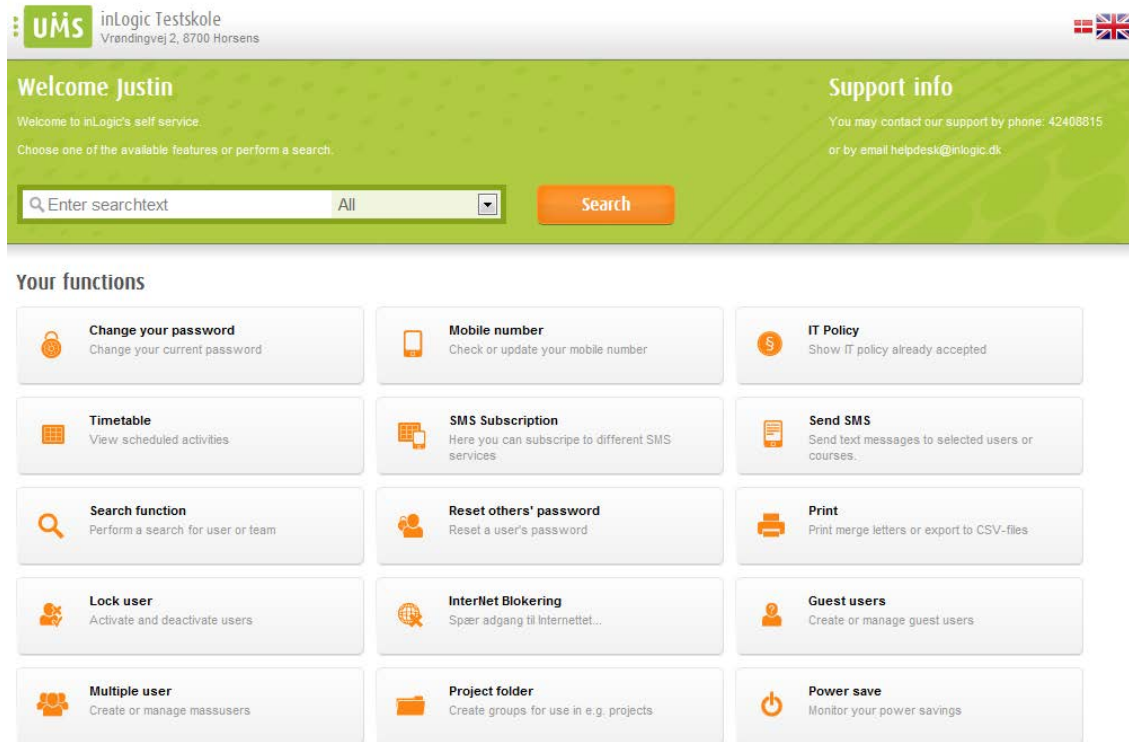 UMS
inLogic Testskole
Vrøndingvej 2, 8700 Horsens
Welcome Justin
Welcome to inLogic's self service.
Choose one of the available features or perform a search.
Support info
You may contact our support by phone: 42408815
or by email helpdesk@inlogic.dk
Enter searchtext
All
Search
Your functions
Change your password
Change your current password
Mobile number
Check or update your mobile number
IT Policy
Show IT policy already accepted
Timetable
View scheduled activities
SMS Subscription
Here you can subscripe to different SMS
services
Send SMS
Send text messages to selected users or
courses.
Search function
Perform a search for user or team
Reset others' password
Reset a user's password
Print
Print merge letters or export to CSV-files
Lock user
Activate and deactivate users
InterNet Blokering
Spær adgang til Internettet...
Guest users
Create or manage guest users
Multiple user
Create or manage massusers
Project folder
Create groups for use in e.g. projects
Power save
Monitor your power savings